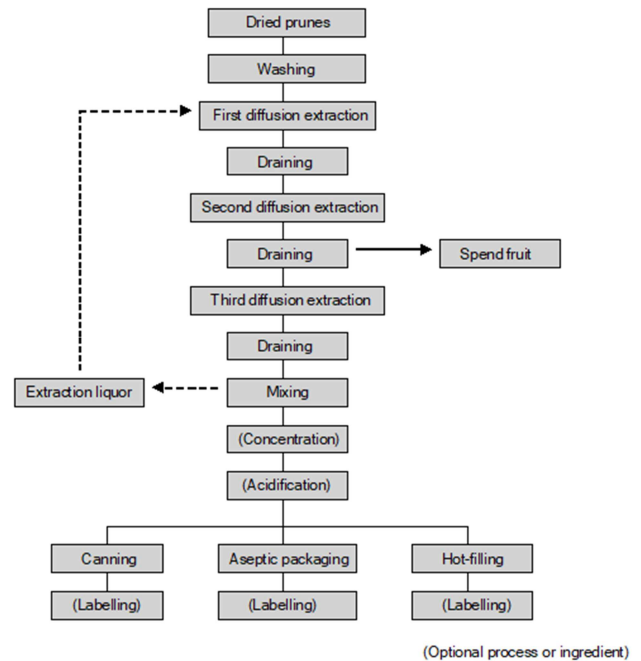 Dried prunes
Washing
First diffusion extraction
Draining
Second diffusion extraction
Draining
Spend fruit
Third diffusion extraction
Draining
Extraction liquor
Mixing
(Concentration)
(Acidification)
Canning
Aseptic packaging
Hot-filling
(Labelling)
(Labelling)
(Labelling)
(Optional process or ingredient)